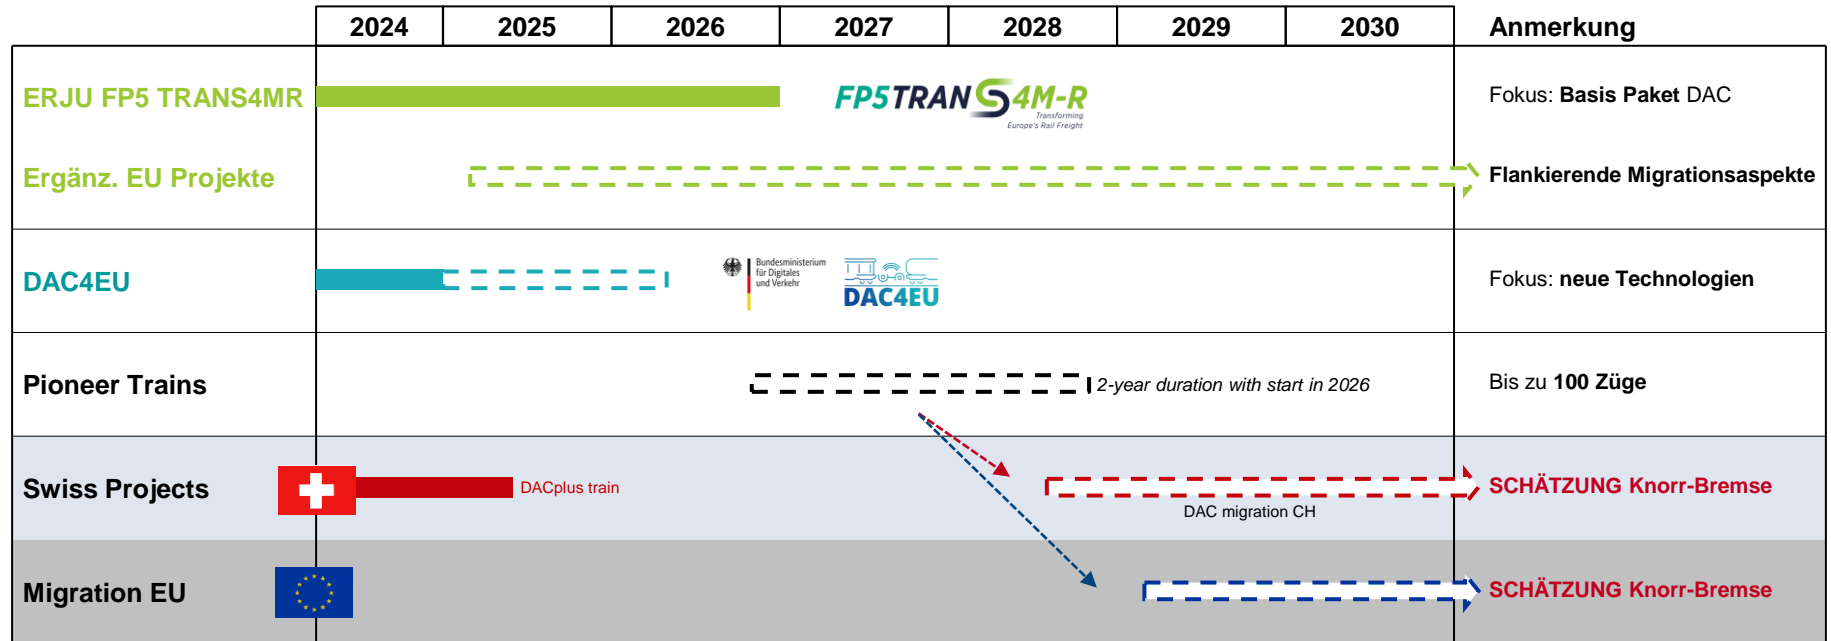 2024 2025 2026 2027 2028 2029 2030 Anmerkung
ERJU FP5 TRANS4MR
FP5TRANS4M-R
Transforming
Europe's Rail Freight
Fokus: Basis Paket DAC
Ergänz. EU Projekte
Flankierende Migrationsaspekte
DAC4EU
Bundesministerium
für Digitales
und Verkehr
DAC4EU
Fokus: neue Technologien
Pioneer Trains
2-year duration with start in 2026
Bis zu 100 Züge
Swiss Projects
DACplus train
DAC migration CH
SCHÄTZUNG Knorr-Bremse
Migration EU
SCHÄTZUNG Knorr-Bremse